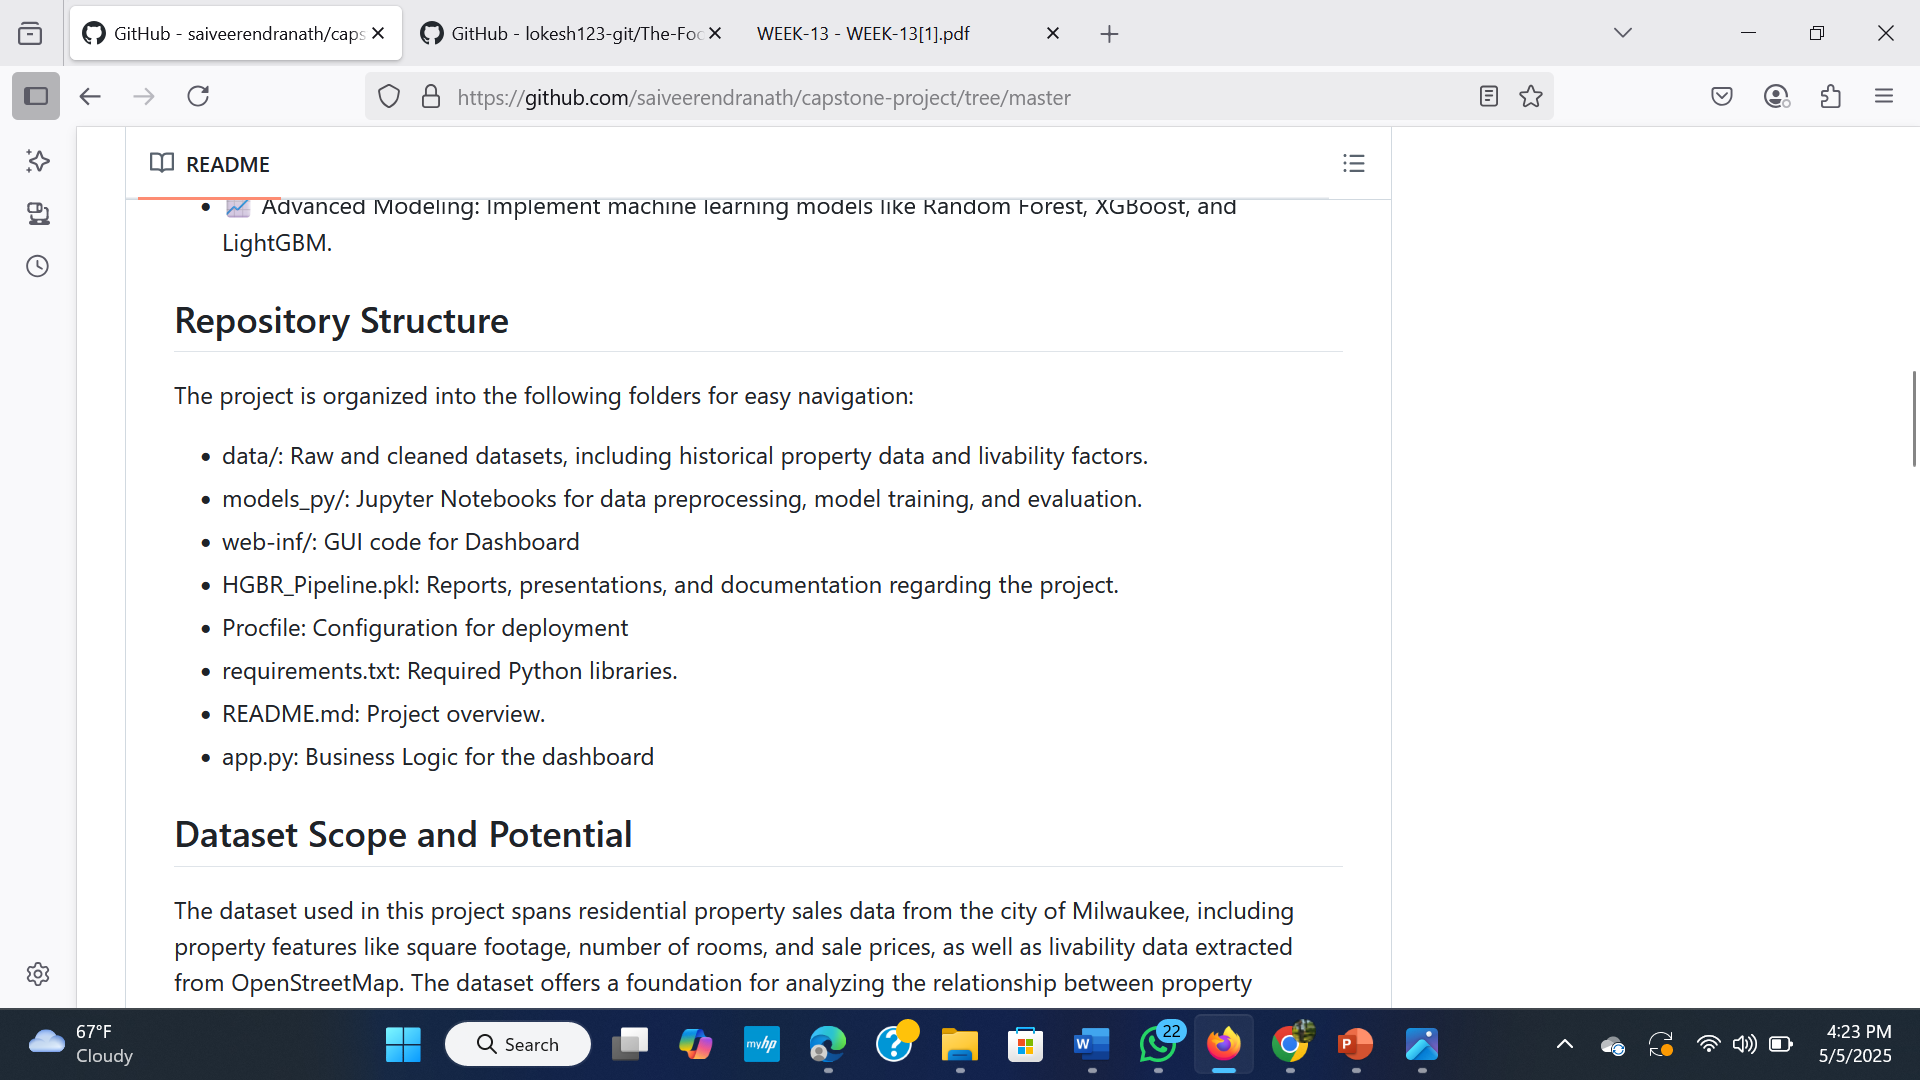 GitHub - saiveerendranath/caps
GitHub - lokesh123-git/The-Foo
WEEK-13 - WEEK-13[1].pdf
https://github.com/saiveerendranath/capstone-project/tree/master
README
• Advanced Modeling: Implement machine learning models like Random Forest, XGBoost, and
LightGBM.
Repository Structure
The project is organized into the following folders for easy navigation:
• data/: Raw and cleaned datasets, including historical property data and livability factors.
• models_py/: Jupyter Notebooks for data preprocessing, model training, and evaluation.
• web-inf/: GUI code for Dashboard
• HGBR_Pipeline.pkl: Reports, presentations, and documentation regarding the project.
• Procfile: Configuration for deployment
• requirements.txt: Required Python libraries.
• README.md: Project overview.
• app.py: Business Logic for the dashboard
Dataset Scope and Potential
The dataset used in this project spans residential property sales data from the city of Milwaukee, including
property features like square footage, number of rooms, and sale prices, as well as livability data extracted
from OpenStreetMap. The dataset offers a foundation for analyzing the relationship between property
67°F
Cloudy
Search
myhp
W
22
P
4:23 PM
5/5/2025